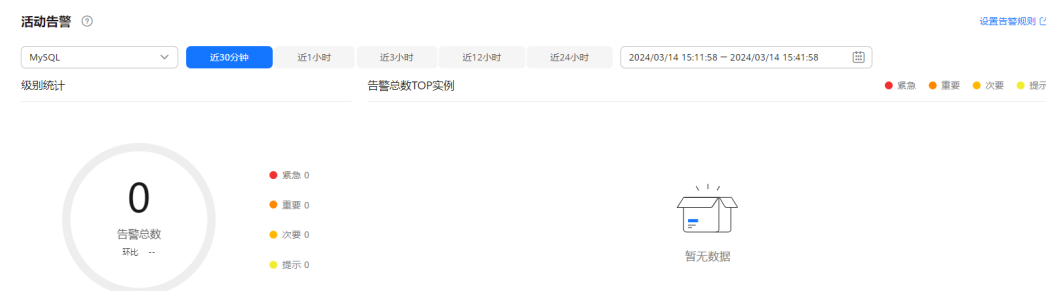 活动告警
设置告警规则
MySQL
近30分钟
近1小时
近3小时
近12小时
近24小时
2024/03/14 15:11:58 – 2024/03/14 15:41:58
级别统计
告警总数TOP实例
紧急
重要
次要
提示
0
告警总数
环比 --
紧急 0
重要 0
次要 0
提示 0
暂无数据